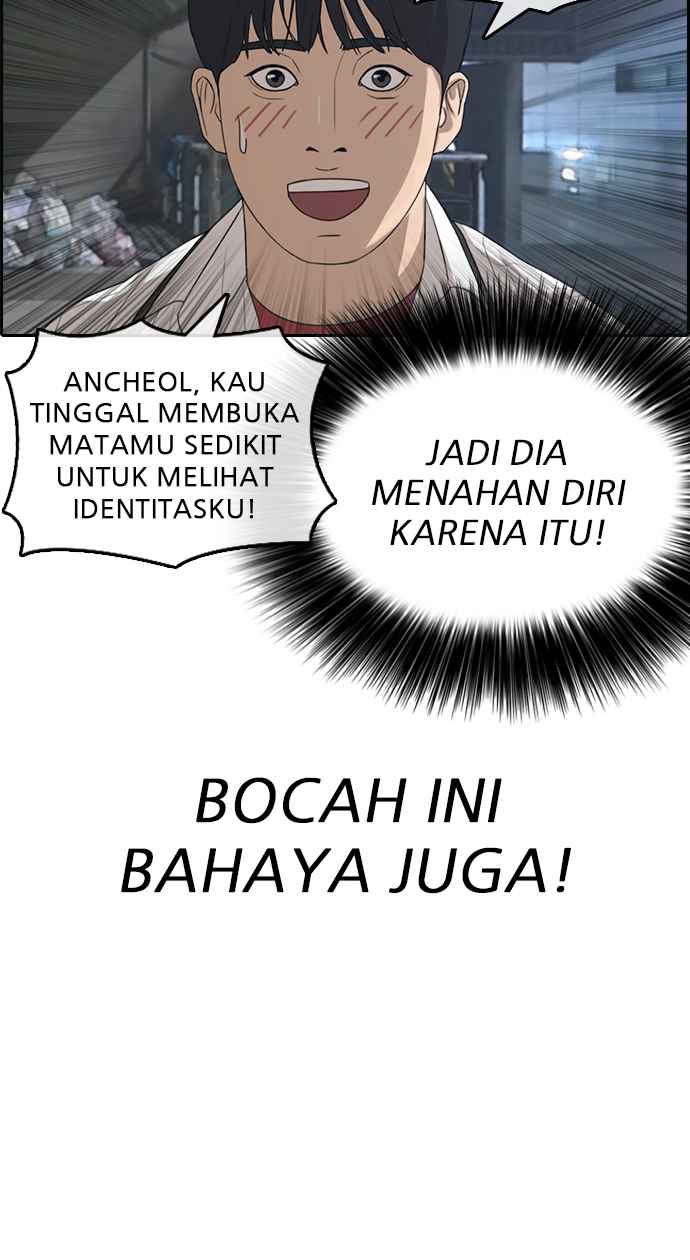 ANCHEOL, KAU
TINGGAL MEMBUKA
MATAMU SEDIKIT
UNTUK MELIHAT
IDENTITASKU!
JADI DIA
MENAHAN DIRI
KARENA ITU!
BOCAH INI
BAHAYA JUGA!